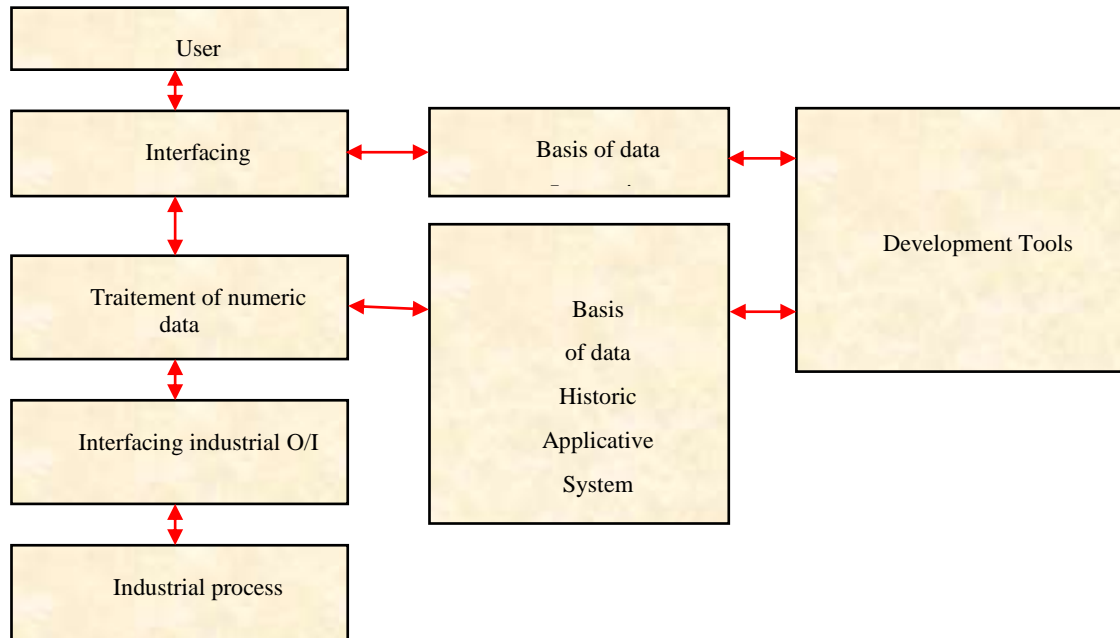 User
Interfacing
Basis of data
Development Tools
Traitement of numeric
data
Basis
of data
Historic
Applicative
System
Interfacing industrial O/I
Industrial process